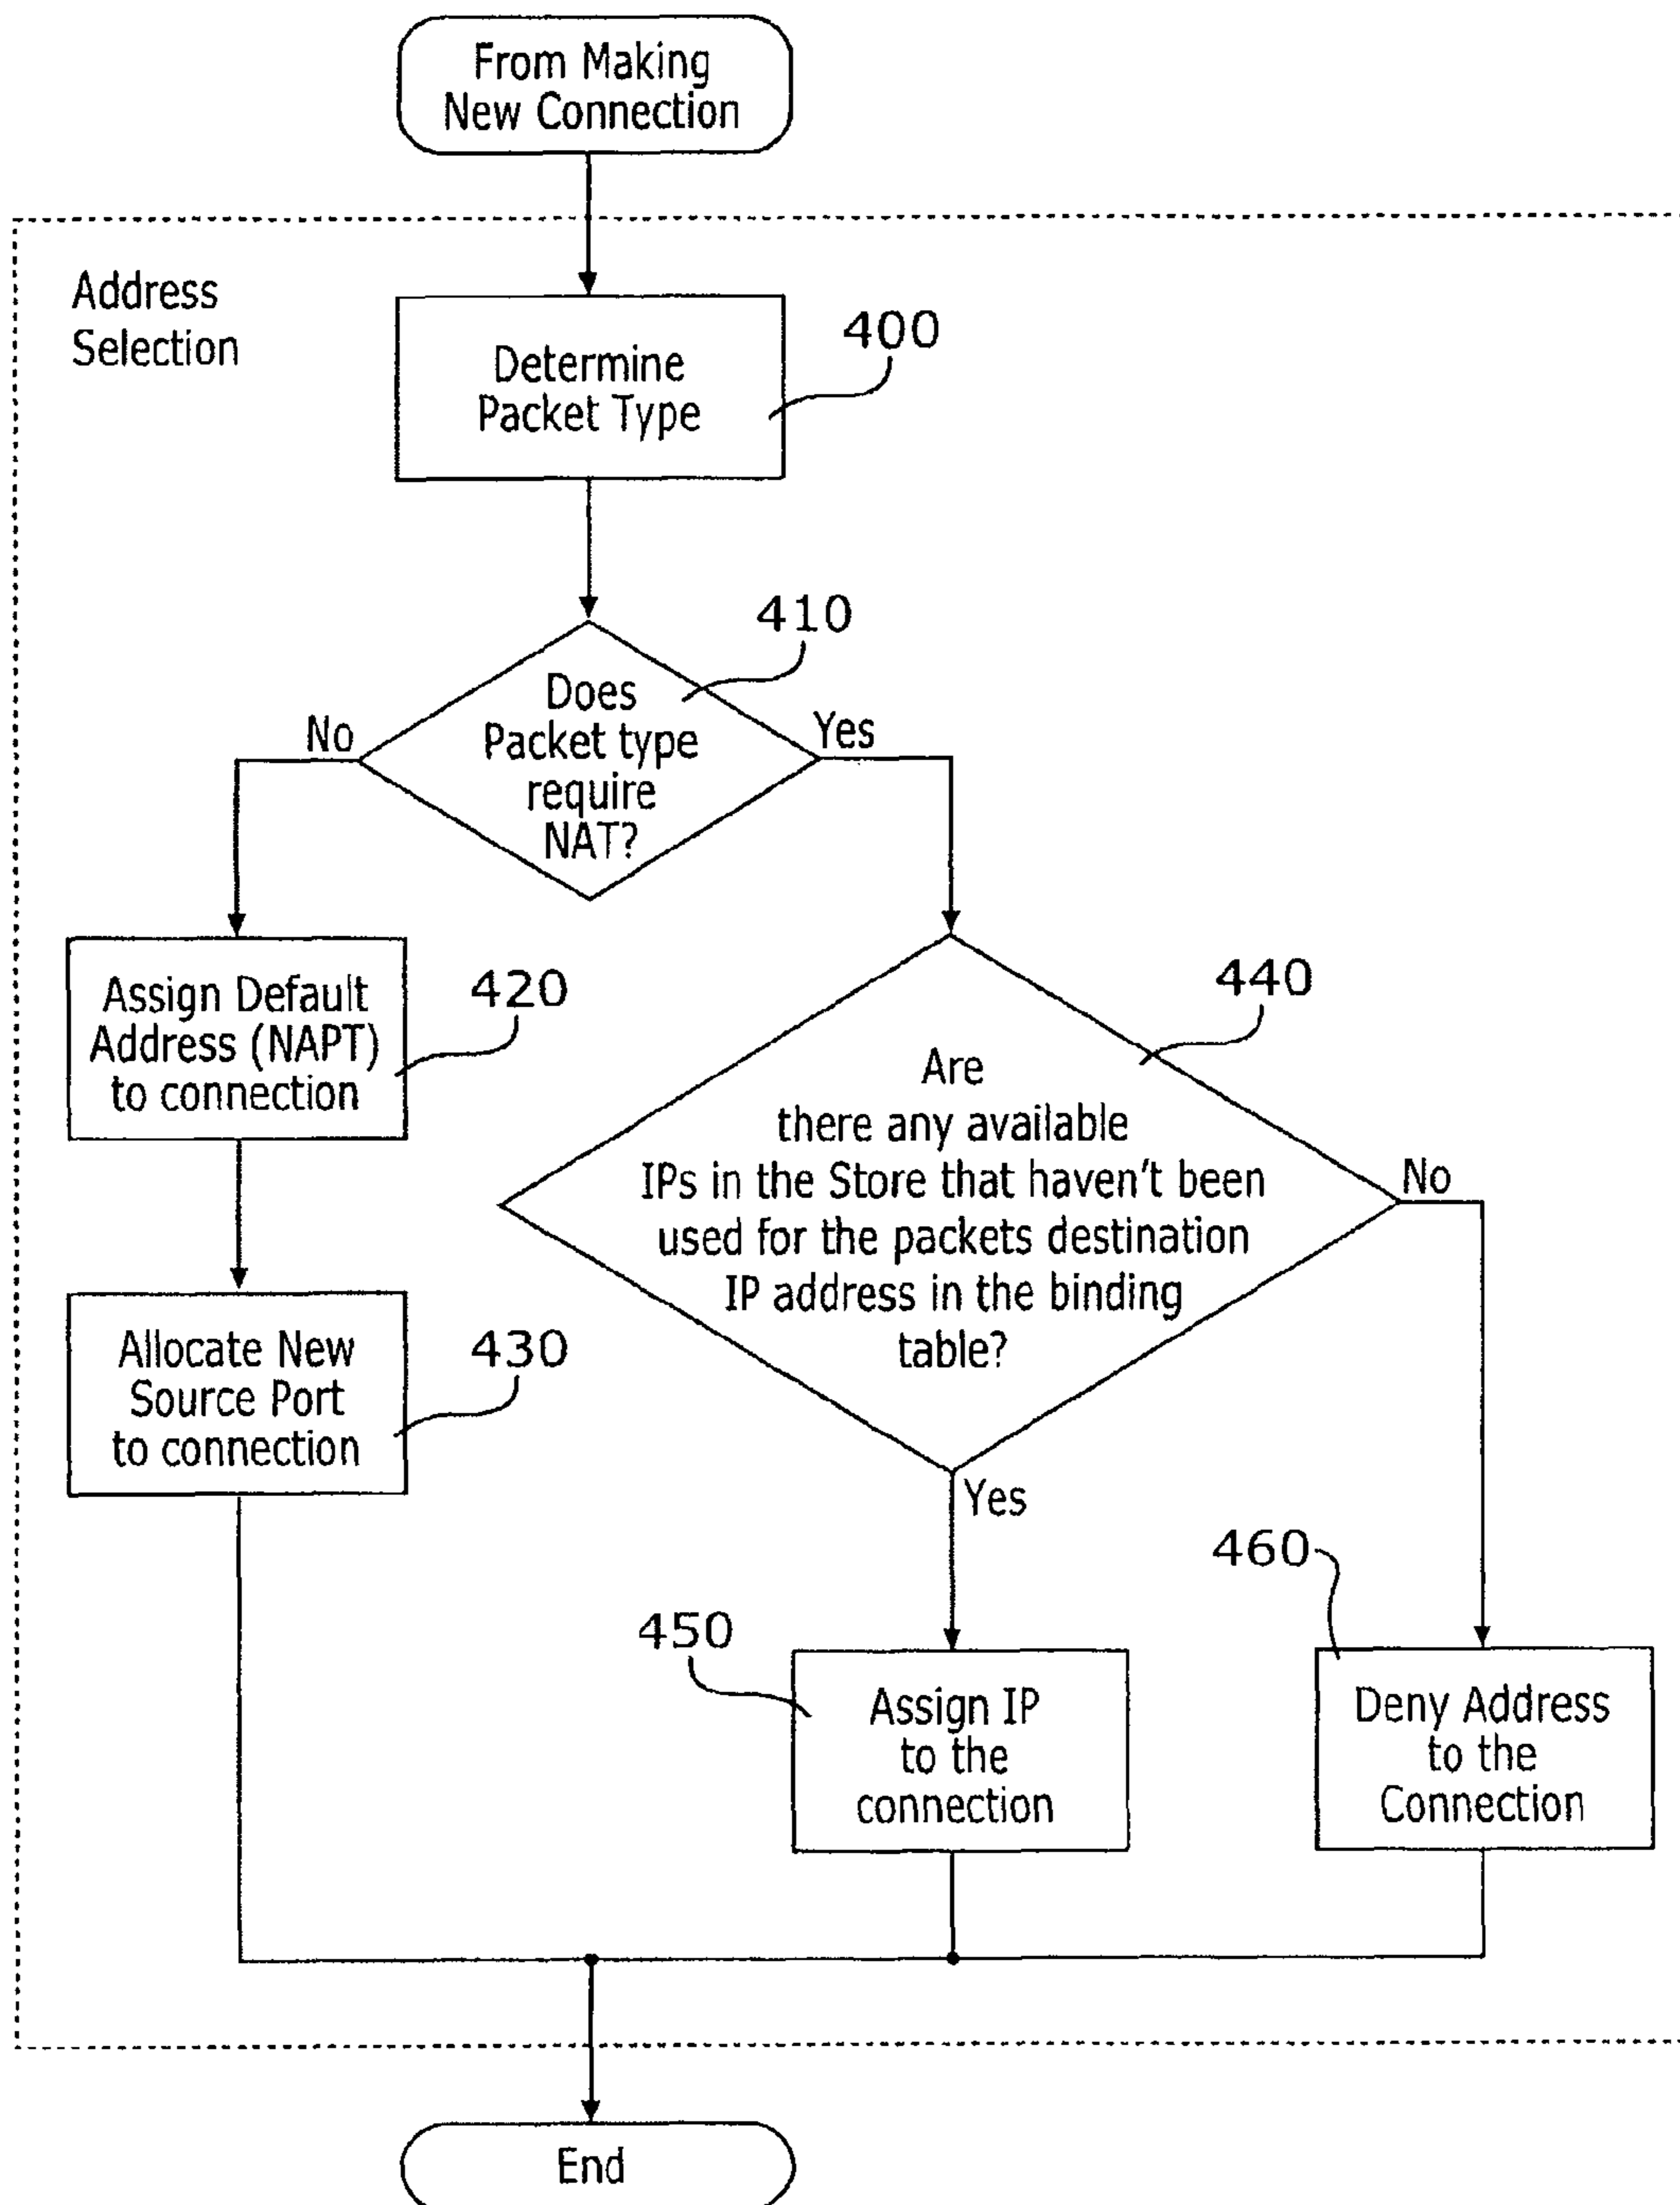 From Making
New Connection
Address
Selection
400
Determine
Packet Type
410
Does
Packet type
require
NAT?
No
Yes
Assign Default
Address (NAPT)
to connection
420
440
Are
there any available
IPs in the Store that haven't been
used for the packets destination
IP address in the binding
table?
No
Yes
Allocate New
Source Port
to connection
430
450
Assign IP
to the
connection
460
Deny Address
to the
Connection
End